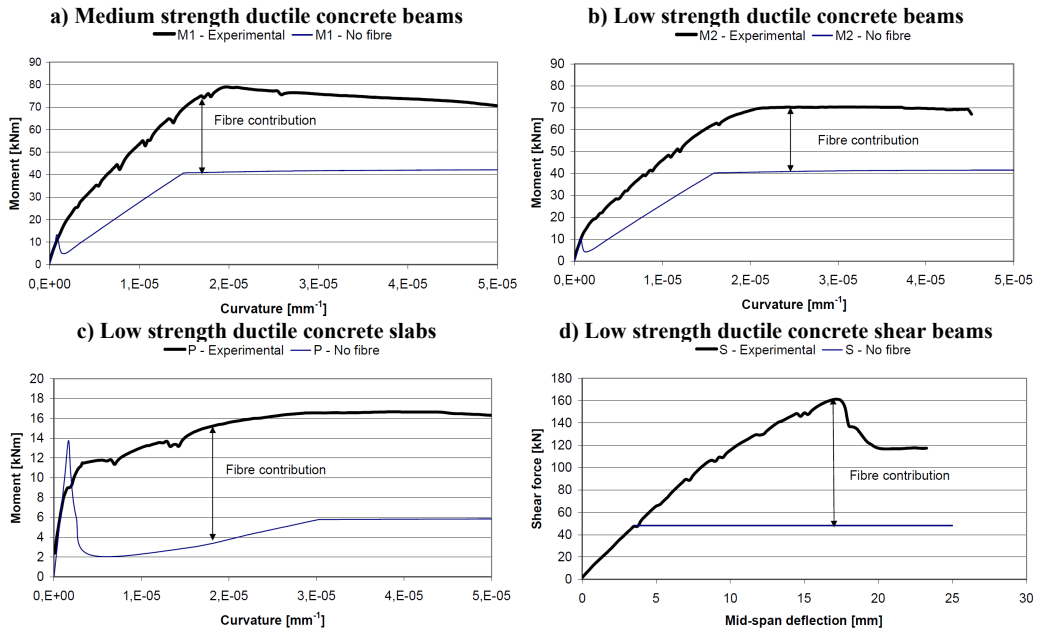 a) Medium strength ductile concrete beams
M1 - Experimental M1 - No fibre
90
80
70
60
50
40
30
20
10
0
Moment [kNm]
Fibre contribution
0,E+00 1,E-05 2,E-05 3,E-05 4,E-05 5,E-05
Curvature [mm-1]
b) Low strength ductile concrete beams
M2 - Experimental M2 - No fibre
90
80
70
60
50
40
30
20
10
0
Moment [kNm]
Fibre contribution
0,E+00 1,E-05 2,E-05 3,E-05 4,E-05 5,E-05
Curvature [mm-1]
c) Low strength ductile concrete slabs
P - Experimental P - No fibre
20
18
16
14
12
10
8
6
4
2
0
Moment [kNm]
Fibre contribution
0,E+00 1,E-05 2,E-05 3,E-05 4,E-05 5,E-05
Curvature [mm-1]
d) Low strength ductile concrete shear beams
S - Experimental S - No fibre
180
160
140
120
100
80
60
40
20
0
Shear force [kN]
Fibre contribution
0 5 10 15 20 25 30
Mid-span deflection [mm]